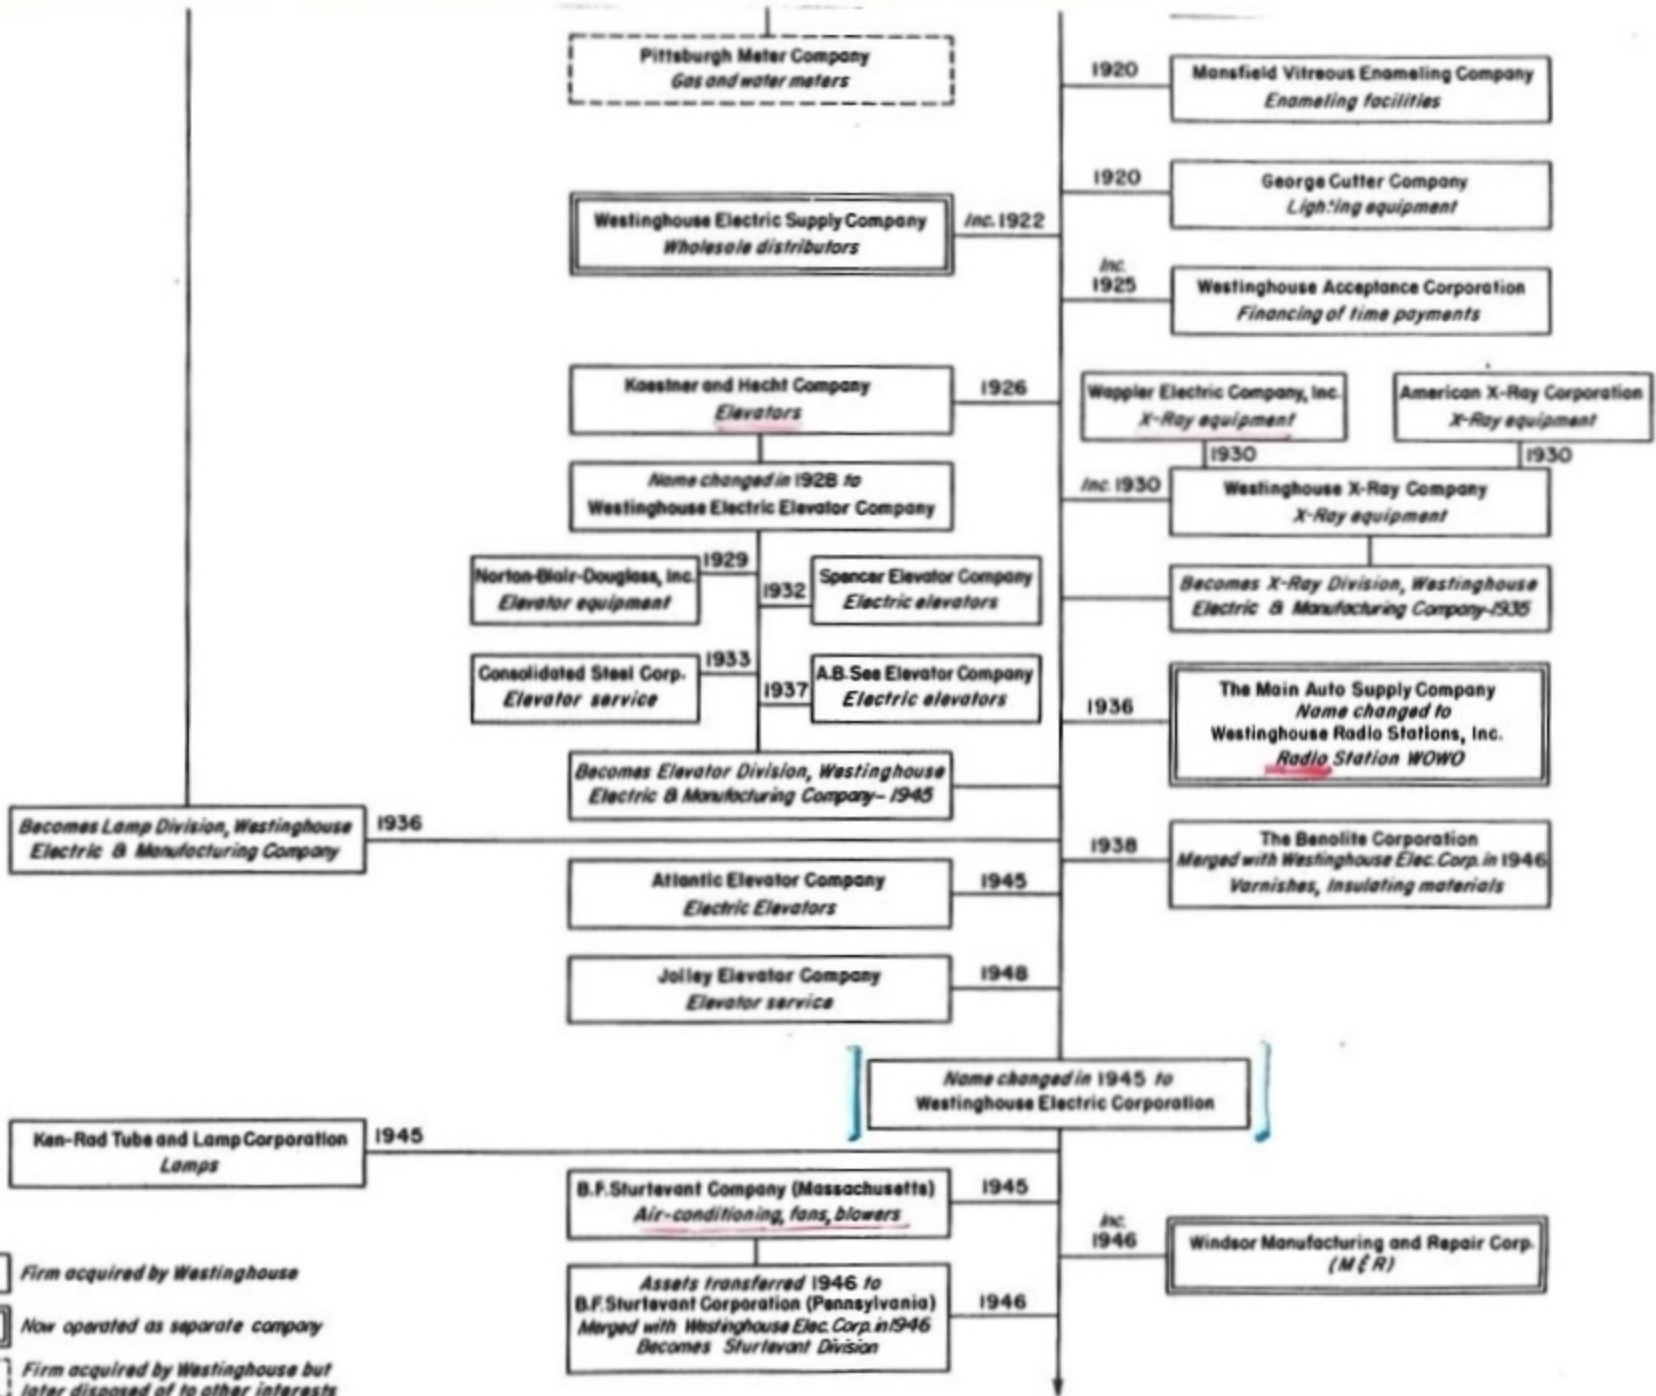 Pittsburgh Meter Company
Gas and water meters
1920
Mansfield Vitreous Enameling Company
Enameling facilities
1920
George Cutter Company
Lighting equipment
Westinghouse Electric Supply Company
Wholesale distributors
Inc. 1922
Inc.
1925
Westinghouse Acceptance Corporation
Financing of time payments
Kaestner and Hecht Company
Elevators
1926
Wappler Electric Company, Inc.
X-Ray equipment
American X-Ray Corporation
X-Ray equipment
1930
1930
Name changed in 1928 to
Westinghouse Electric Elevator Company
Inc. 1930
Westinghouse X-Ray Company
X-Ray equipment
Norton-Blair-Douglass, Inc.
Elevator equipment
1929
1932
Spencer Elevator Company
Electric elevators
Becomes X-Ray Division, Westinghouse
Electric & Manufacturing Company-1935
Consolidated Steel Corp.
Elevator service
1933
1937
A.B. See Elevator Company
Electric elevators
1936
The Main Auto Supply Company
Name changed to
Westinghouse Radio Stations, Inc.
Radio Station WOWO
Becomes Elevator Division, Westinghouse
Electric & Manufacturing Company-1945
Becomes Lamp Division, Westinghouse
Electric & Manufacturing Company
1936
1938
The Benolite Corporation
Merged with Westinghouse Elec. Corp. in 1946
Varnishes, Insulating materials
Atlantic Elevator Company
Electric Elevators
1945
Jolley Elevator Company
Elevator service
1948
Name changed in 1945 to
Westinghouse Electric Corporation
Ken-Rad Tube and Lamp Corporation
Lamps
1945
B.F. Sturtevant Company (Massachusetts)
Air-conditioning, fans, blowers
1945
Inc.
1946
Windsor Manufacturing and Repair Corp.
(M & R)
Assets transferred 1946 to
B.F. Sturtevant Corporation (Pennsylvania)
Merged with Westinghouse Elec. Corp. in 1946
Becomes Sturtevant Division
1946
Firm acquired by Westinghouse
Now operated as separate company
Firm acquired by Westinghouse but
later disposed of to other interests